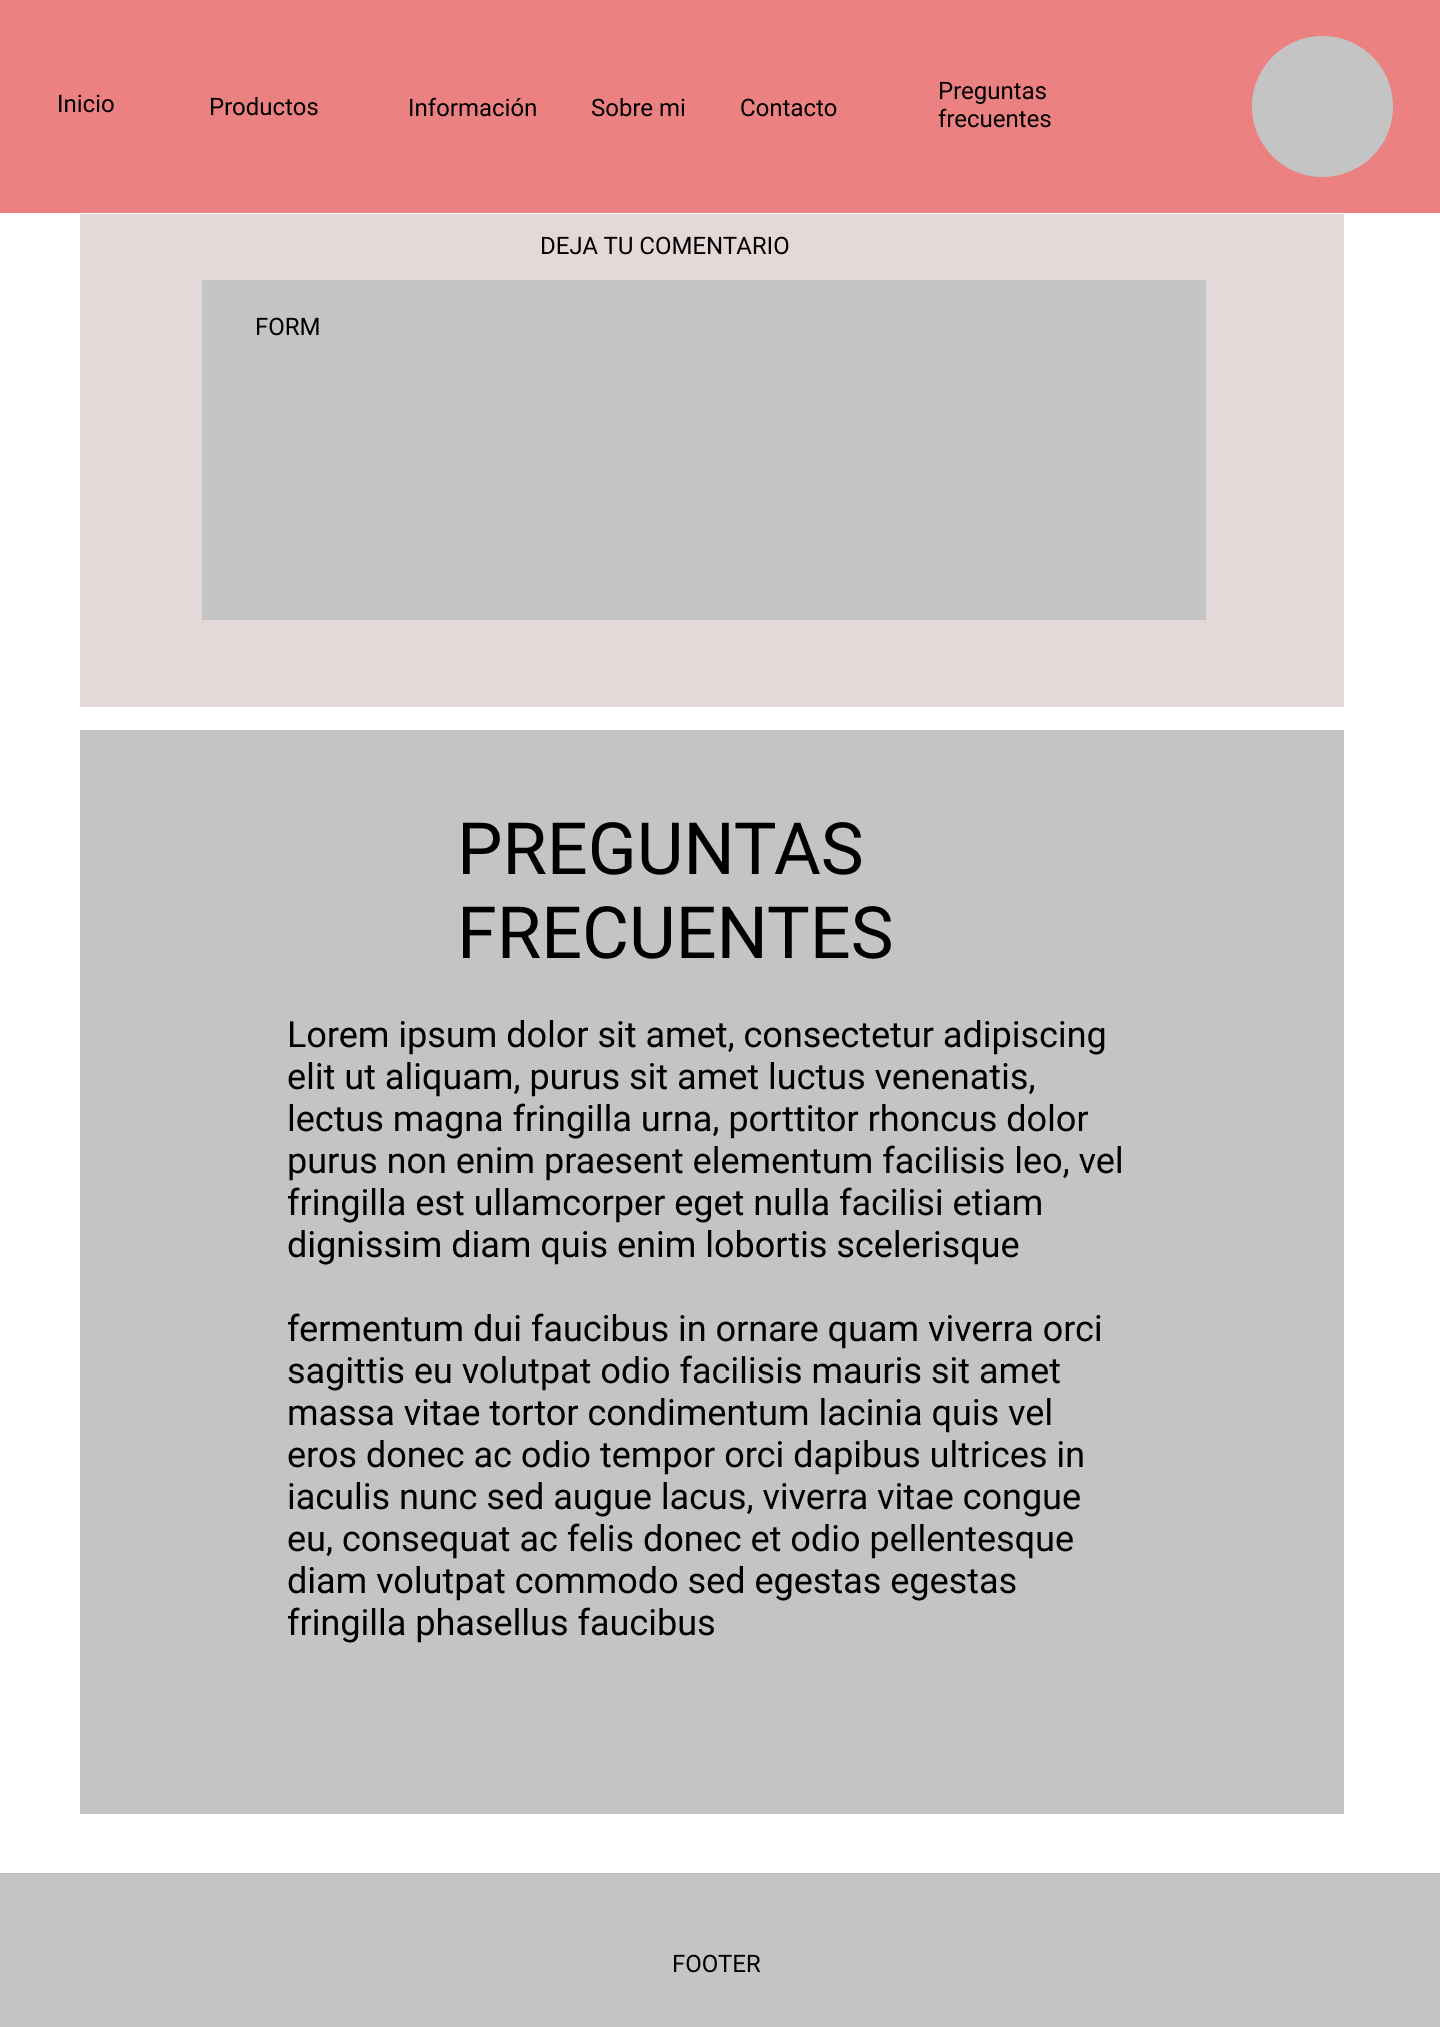 Inicio
Productos
Información
Sobre mi
Contacto
Preguntas
frecuentes
DEJA TU COMENTARIO
FORM
PREGUNTAS
FRECUENTES
Lorem ipsum dolor sit amet, consectetur adipiscing
elit ut aliquam, purus sit amet luctus venenatis,
lectus magna fringilla urna, porttitor rhoncus dolor
purus non enim praesent elementum facilisis leo, vel
fringilla est ullamcorper eget nulla facilisi etiam
dignissim diam quis enim lobortis scelerisque
fermentum dui faucibus in ornare quam viverra orci
sagittis eu volutpat odio facilisis mauris sit amet
massa vitae tortor condimentum lacinia quis vel
eros donec ac odio tempor orci dapibus ultrices in
iaculis nunc sed augue lacus, viverra vitae congue
eu, consequat ac felis donec et odio pellentesque
diam volutpat commodo sed egestas egestas
fringilla phasellus faucibus
FOOTER